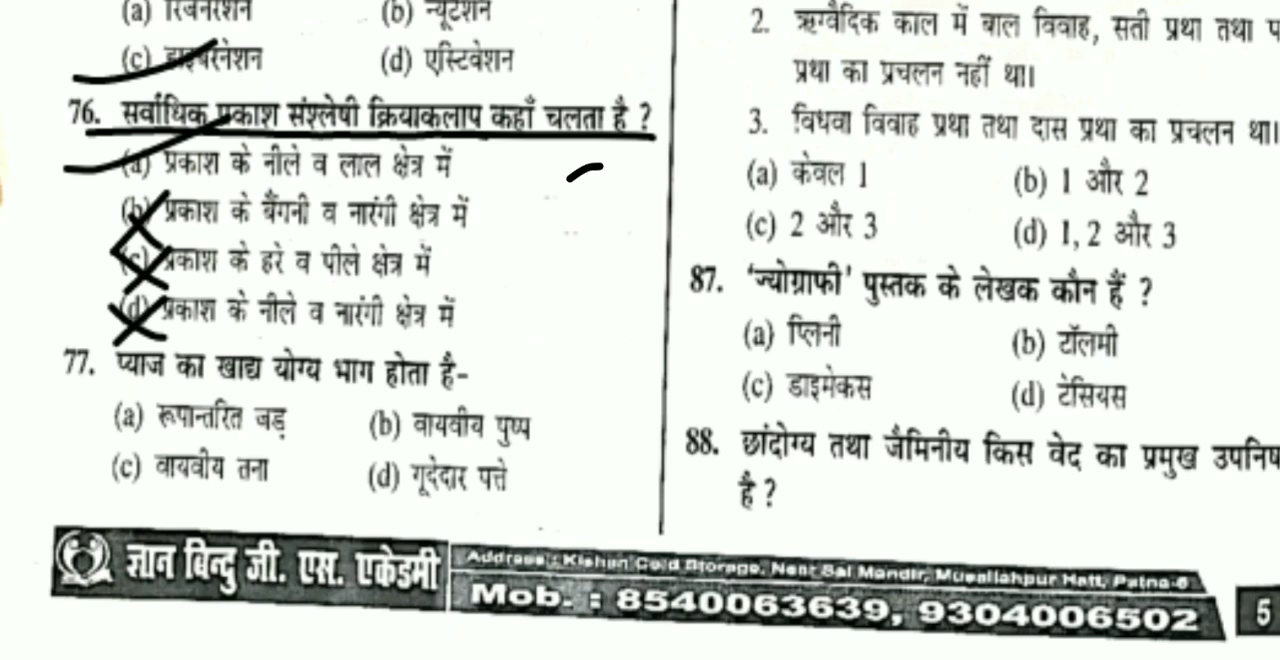 (a) रिजनरेशन
(b) न्यूटेशन
(c) हाइबरनेशन
(d) एस्टिवेशन
76. सर्वाधिक प्रकाश संश्लेषी क्रियाकलाप कहाँ चलता है ?
(a) प्रकाश के नीले व लाल क्षेत्र में
(b) प्रकाश के बैंगनी व नारंगी क्षेत्र में
(c) प्रकाश के हरे व पीले क्षेत्र में
(d) प्रकाश के नीले व नारंगी क्षेत्र में
77. प्याज का खाद्य योग्य भाग होता है-
(a) रूपान्तरित जड़
(b) वायवीय पुष्प
(c) वायवीय तना
(d) गूदेदार पत्ते
2. ऋग्वैदिक काल में बाल विवाह, सती प्रथा तथा
प्रथा का प्रचलन नहीं था।
3. विधवा विवाह प्रथा तथा दास प्रथा का प्रचलन था।
(a) केवल 1
(b) 1 और 2
(c) 2 और 3
(d) 1, 2 और 3
87. 'ज्योग्राफी' पुस्तक के लेखक कौन हैं ?
(a) प्लिनी
(b) टॉलमी
(c) डाइमेकस
(d) टेसियस
88. छांदोग्य तथा जैमिनीय किस वेद का प्रमुख
है ?
ज्ञान बिन्दु जी. एस. एकेडमी
Address : Kishan Cold Storage, Near Sai Mandir, Musallahpur Hatt, Patna-6
Mob. : 8540063639, 9304006502
5